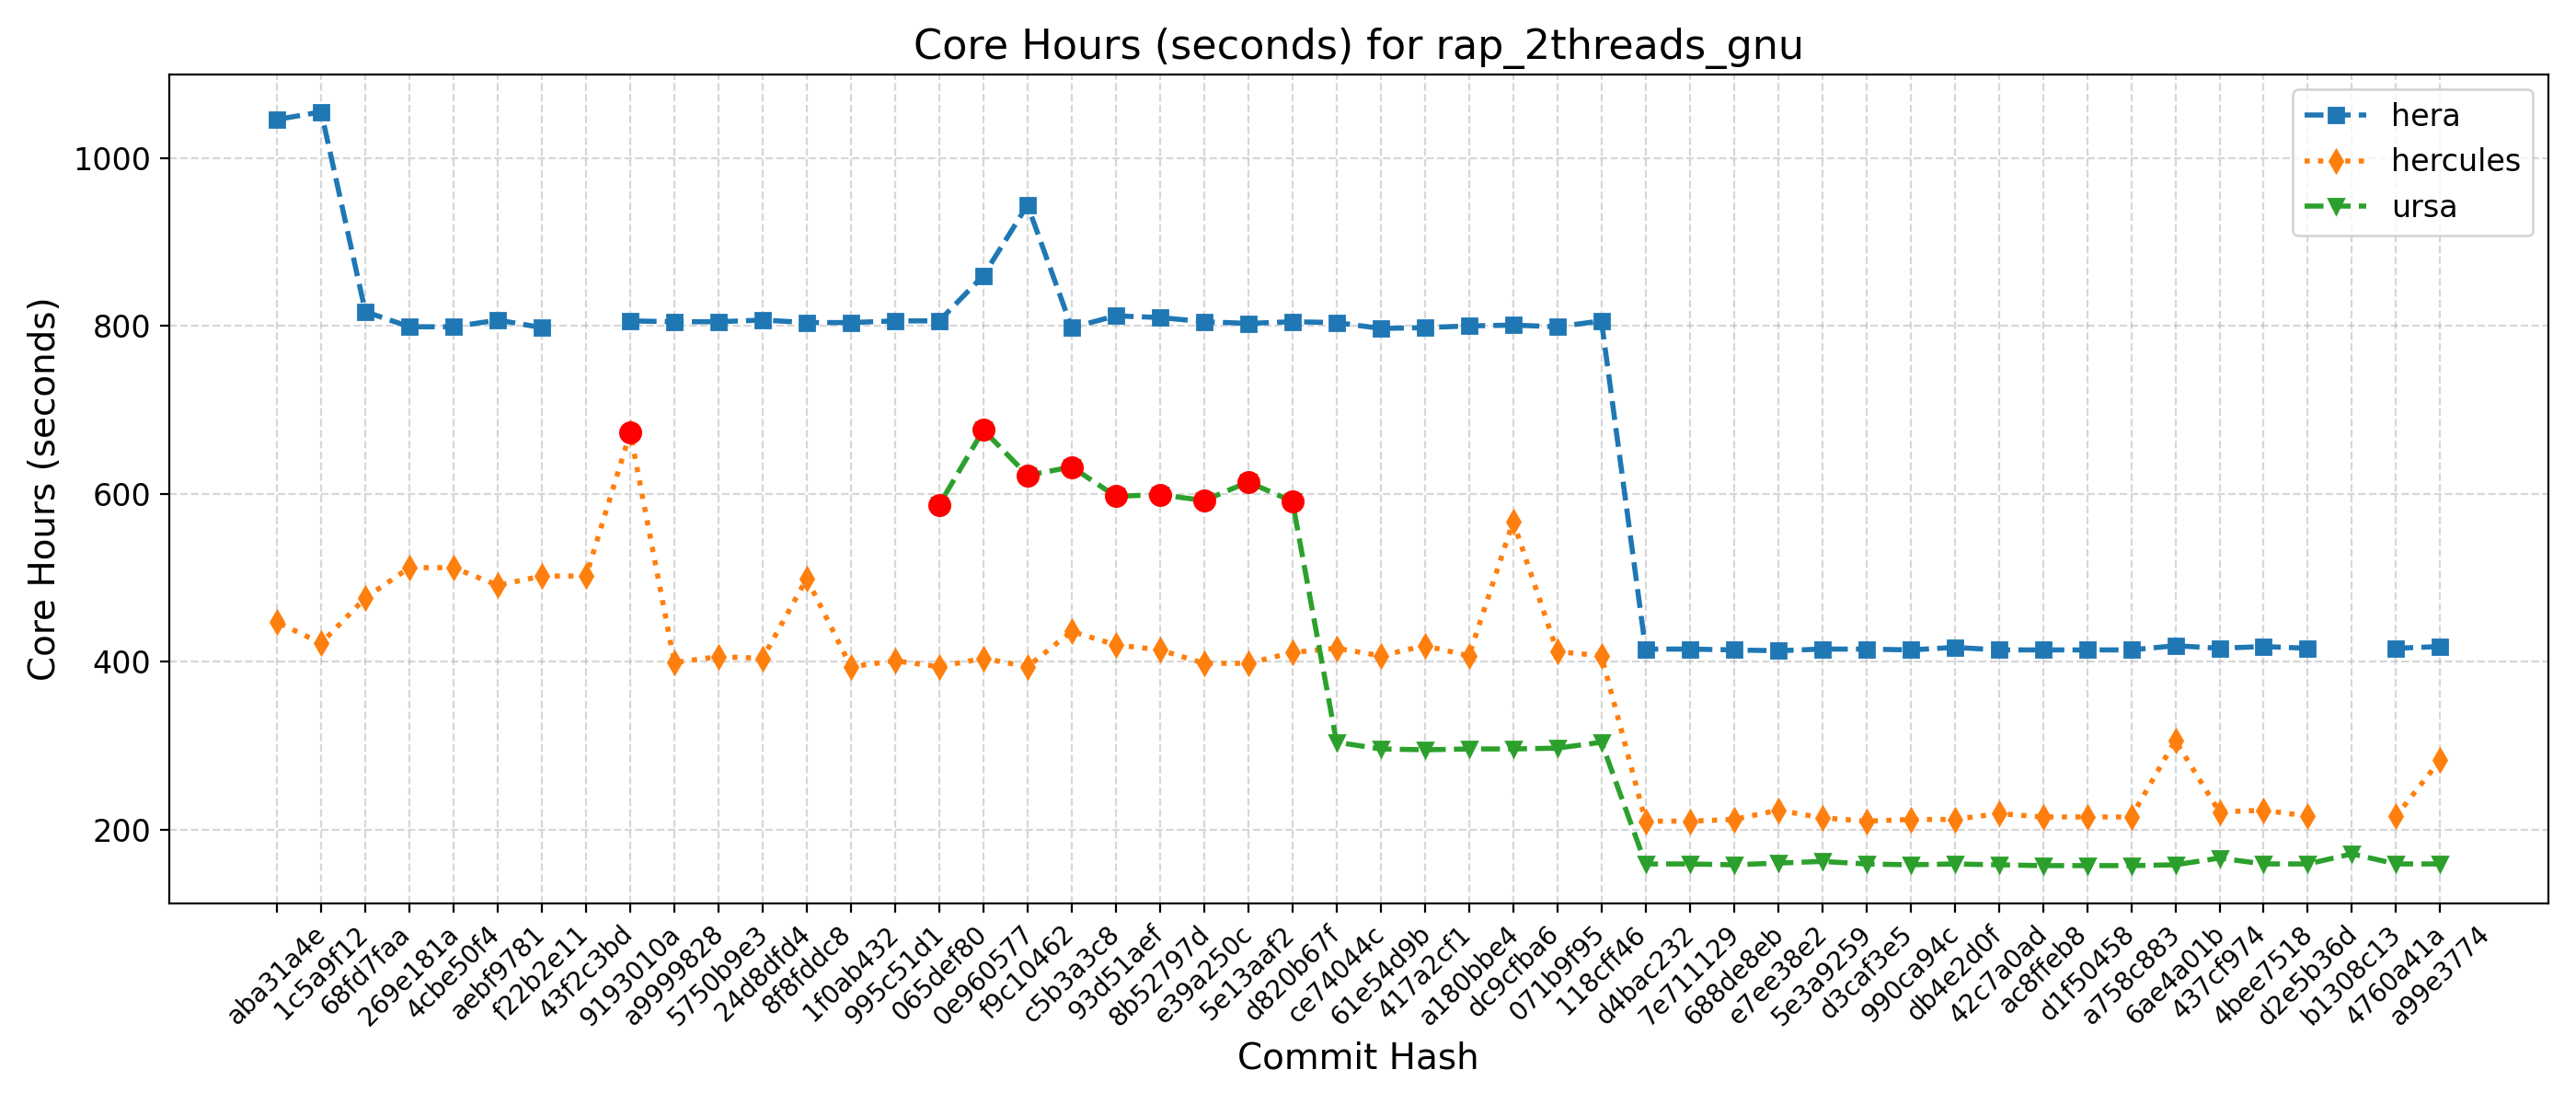 Core Hours (seconds) for rap_2threads_gnu
hera
hercules
ursa
Core Hours (seconds)
1000
800
600
400
200
aba31a4e
1c5a9f12
68fd7faa
269e181a
4cbe50f4
aebf9781
f22b2e11
43f2c3bd
9193010a
a9999828
5750b9e3
24d8dfd4
8f8fddc8
1f0ab432
995c51d1
065def80
0e960577
f9c10462
c5b3a3c8
93d51aef
8b52797d
e39a250c
5e13aaf2
d820b67f
ce74044c
61e54d9b
417a2cf1
a180bbe4
dc9cfba6
071b9f95
118cff46
d4bac232
7e711129
688de8eb
e7ee38e2
5e3a9259
d3caf3e5
990ca94c
db4e2d0f
42c7a0ad
ac8ffeb8
d1f50458
a758c883
6ae4a01b
437cf974
4bee7518
d2e5b36d
b1308c13
4760a41a
a99e3774
Commit Hash